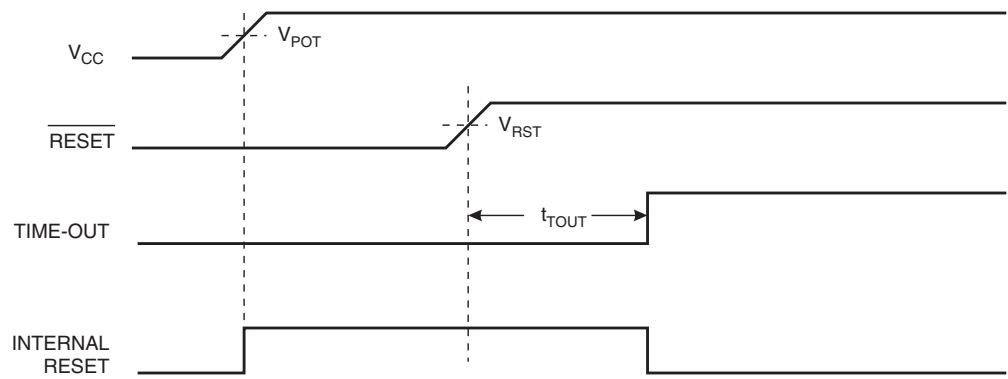 V_CC
V_POT
RESET
V_RST
TIME-OUT
t_TOUT
INTERNAL
RESET